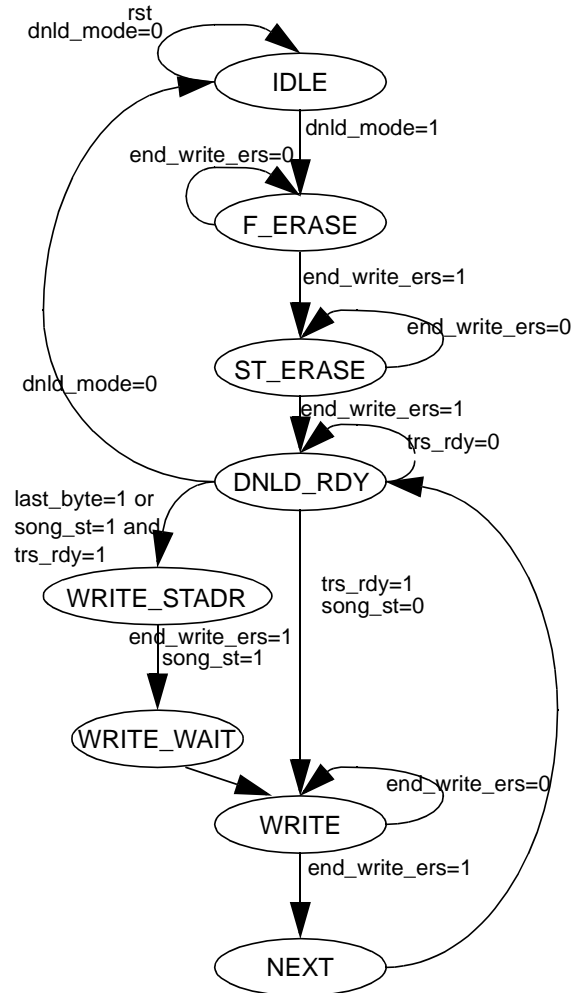 rst
dnld_mode=0
IDLE
dnld_mode=1
end_write_ers=0
F_ERASE
end_write_ers=1
end_write_ers=0
ST_ERASE
dnld_mode=0
end_write_ers=1
trs_rdy=0
DNLD_RDY
last_byte=1 or
song_st=1 and
trs_rdy=1
trs_rdy=1
song_st=0
WRITE_STADR
end_write_ers=1
song_st=1
WRITE_WAIT
end_write_ers=0
WRITE
end_write_ers=1
NEXT